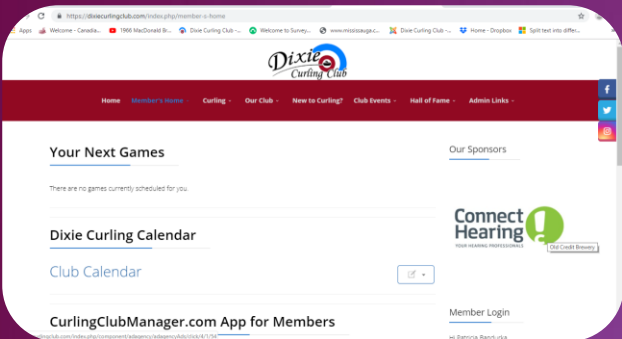 https://dixiecurlingclub.com/index.php/member-s-home
Apps Welcome - Canada... 1966 MacDonald Br... Dixie Curling Club -... Welcome to Survey... www.mississauga.c... Dixie Curling Club -... Home - Dropbox Split text into differ...
Dixie
Curling Club
Home Member's Home Curling Our Club New to Curling? Club Events Hall of Fame Admin Links
Your Next Games
Our Sponsors
There are no games currently scheduled for you.
Connect
Hearing
YOUR HEARING PROFESSIONALS
Old Credit Brewery
Dixie Curling Calendar
Club Calendar
CurlingClubManager.com App for Members
Member Login
Hi Patricia Bandurka